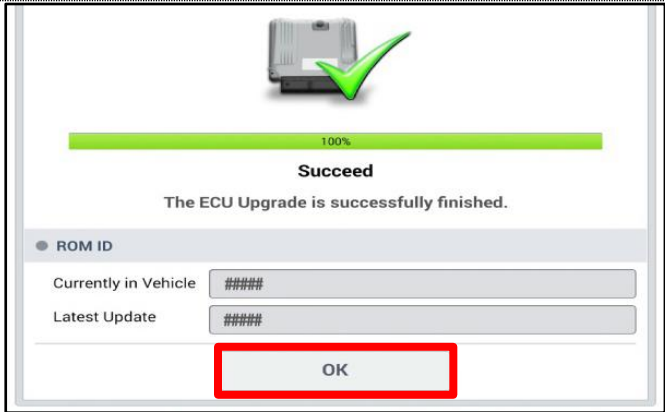 100%
Succeed
The ECU Upgrade is successfully finished.
ROM ID
Currently in Vehicle #####
Latest Update #####
OK